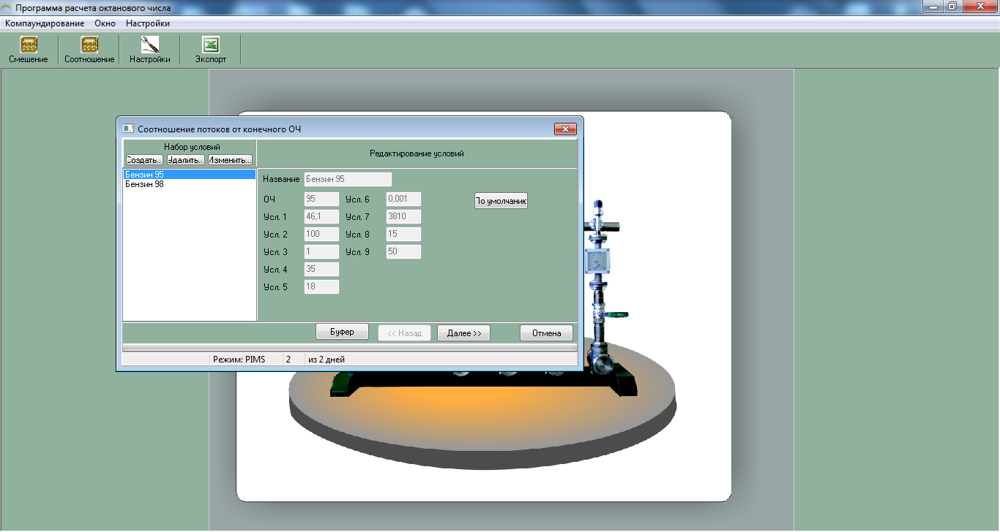 Программа расчета октанового числа
Компаундирование Окно Настройки
Смешение Соотношение Настройки Экспорт
Соотношение потоков от конечного ОЧ
Набор условий
Создать.. Удалить.. Изменить...
Редактирование условий
Бензин 95
Бензин 98
Название Бензин 95
ОЧ 95 Усл. 6 0,001
По умолчанию
Усл. 1 46,1 Усл. 7 3810
Усл. 2 100 Усл. 8 15
Усл. 3 1 Усл. 9 50
Усл. 4 35
Усл. 5 18
Буфер << Назад Далее >> Отмена
Режим: PIMS 2 из 2 дней